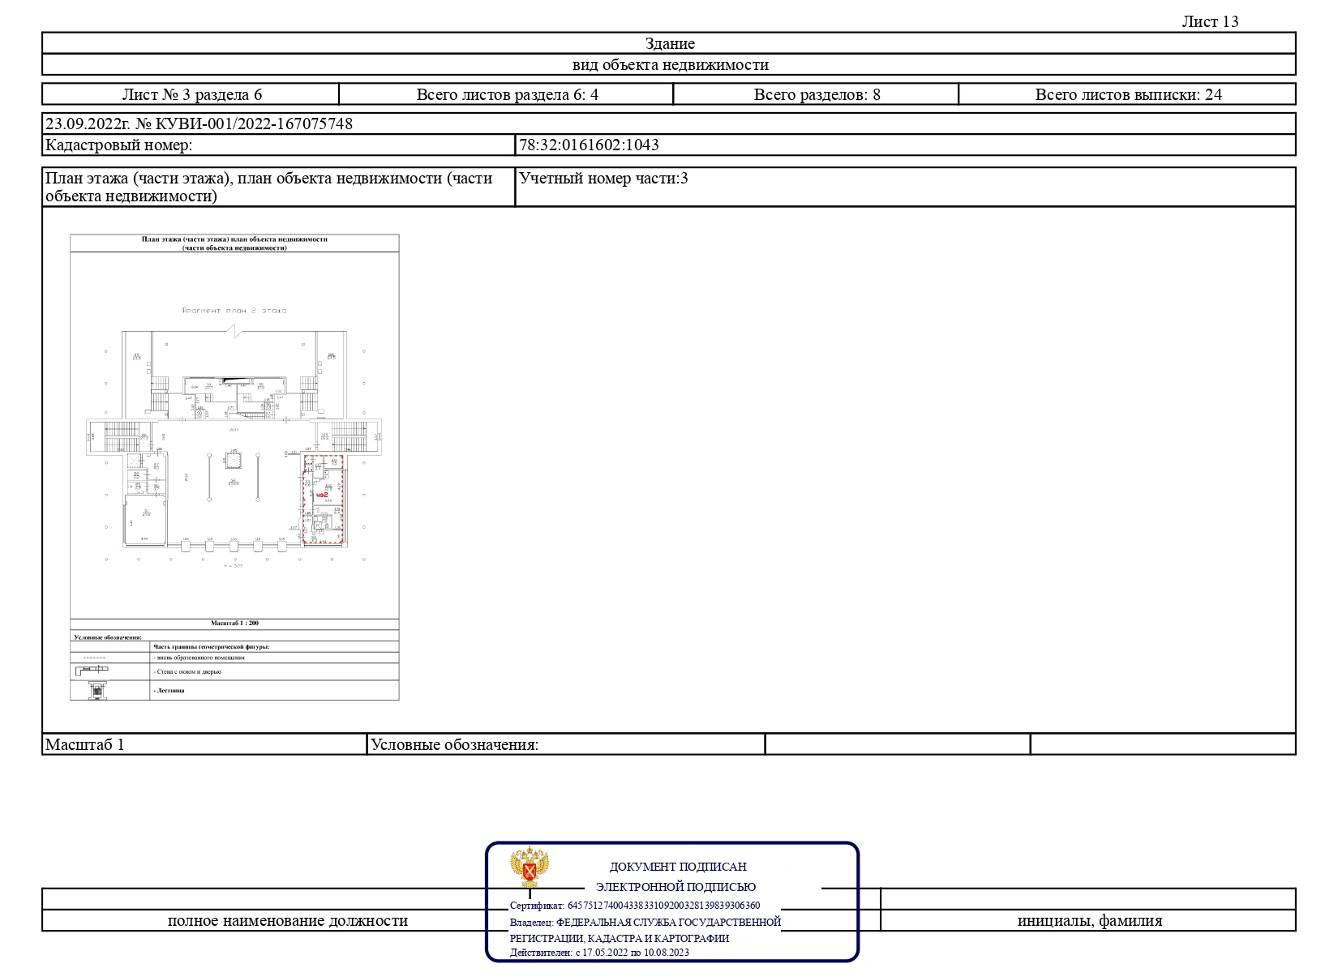 Лист 13
Здание
вид объекта недвижимости
Лист № 3 раздела 6 Всего листов раздела 6: 4 Всего разделов: 8 Всего листов выписки: 24
23.09.2022г. № КУВИ-001/2022-167075748
Кадастровый номер: 78:32:0161602:1043
План этажа (части этажа), план объекта недвижимости (части Учетный номер части:3
объекта недвижимости)
План этажа (части этажа) план объекта недвижимости
(части объекта недвижимости)
Фрагмент план 2 этажа
чз2
Масштаб 1 : 200
Условные обозначения:
Часть границы геометрической фигуры:
- вновь образованного помещения
- Стена с окном и дверью
- Лестница
Масштаб 1 Условные обозначения:
ДОКУМЕНТ ПОДПИСАН
ЭЛЕКТРОННОЙ ПОДПИСЬЮ
Сертификат: 64575127400433833109200328139839306360
Владелец: ФЕДЕРАЛЬНАЯ СЛУЖБА ГОСУДАРСТВЕННОЙ
РЕГИСТРАЦИИ, КАДАСТРА И КАРТОГРАФИИ
Действителен: с 17.05.2022 по 10.08.2023
полное наименование должности инициалы, фамилия